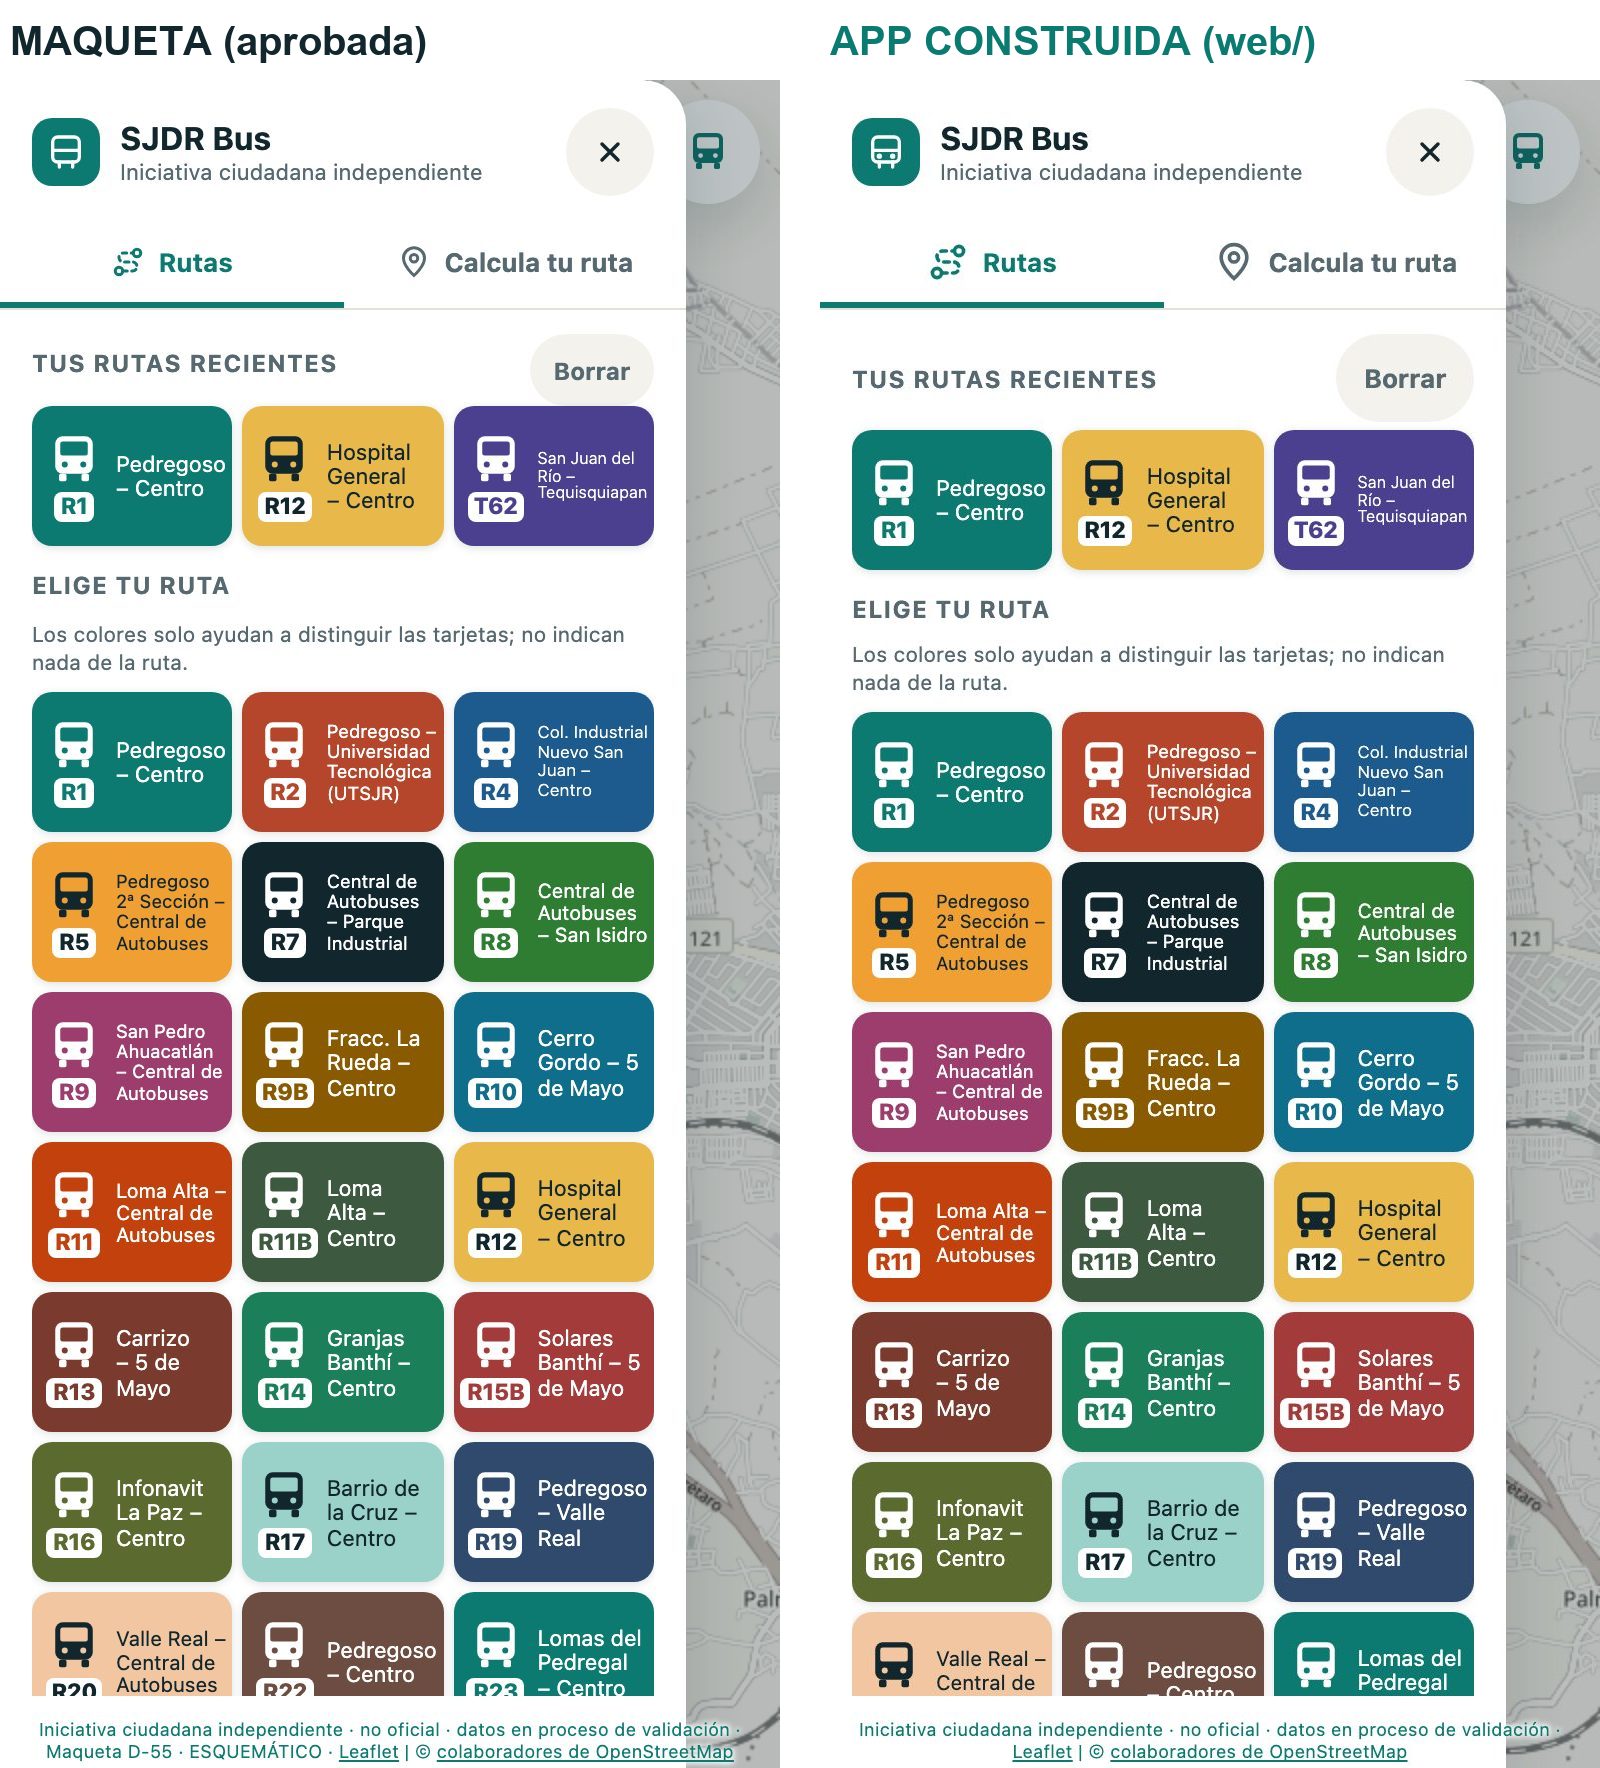 MAQUETA (aprobada)
SJDR Bus
Iniciativa ciudadana independiente
Rutas
Calcula tu ruta
TUS RUTAS RECIENTES
Borrar
R1
Pedregoso
– Centro
R12
Hospital
General
– Centro
T62
San Juan del
Río –
Tequisquiapan
ELIGE TU RUTA
Los colores solo ayudan a distinguir las tarjetas; no indican
nada de la ruta.
R1
Pedregoso
– Centro
R2
Pedregoso –
Universidad
Tecnológica
(UTSJR)
R4
Col. Industrial
Nuevo San
Juan –
Centro
R5
Pedregoso
2ª Sección –
Central de
Autobuses
R7
Central de
Autobuses
– Parque
Industrial
R8
Central de
Autobuses
– San Isidro
R9
San Pedro
Ahuacatlán
– Central de
Autobuses
R9B
Fracc. La
Rueda –
Centro
R10
Cerro
Gordo – 5
de Mayo
R11
Loma Alta –
Central de
Autobuses
R11B
Loma
Alta –
Centro
R12
Hospital
General
– Centro
R13
Carrizo
– 5 de
Mayo
R14
Granjas
Banthí –
Centro
R15B
Solares
Banthí – 5
de Mayo
R16
Infonavit
La Paz –
Centro
R17
Barrio de
la Cruz –
Centro
R19
Pedregoso
– Valle
Real
R20
Valle Real –
Central de
Autobuses
R22
Pedregoso
– Centro
R23
Lomas del
Pedregal
– Centro
121
Iniciativa ciudadana independiente · no oficial · datos en proceso de validación ·
Maqueta D-55 · ESQUEMÁTICO · Leaflet | © colaboradores de OpenStreetMap
APP CONSTRUIDA (web/)
SJDR Bus
Iniciativa ciudadana independiente
Rutas
Calcula tu ruta
TUS RUTAS RECIENTES
Borrar
R1
Pedregoso
– Centro
R12
Hospital
General
– Centro
T62
San Juan del
Río –
Tequisquiapan
ELIGE TU RUTA
Los colores solo ayudan a distinguir las tarjetas; no indican
nada de la ruta.
R1
Pedregoso
– Centro
R2
Pedregoso –
Universidad
Tecnológica
(UTSJR)
R4
Col. Industrial
Nuevo San
Juan –
Centro
R5
Pedregoso
2ª Sección –
Central de
Autobuses
R7
Central de
Autobuses
– Parque
Industrial
R8
Central de
Autobuses
– San Isidro
R9
San Pedro
Ahuacatlán
– Central de
Autobuses
R9B
Fracc. La
Rueda –
Centro
R10
Cerro
Gordo – 5
de Mayo
R11
Loma Alta –
Central de
Autobuses
R11B
Loma
Alta –
Centro
R12
Hospital
General
– Centro
R13
Carrizo
– 5 de
Mayo
R14
Granjas
Banthí –
Centro
R15B
Solares
Banthí – 5
de Mayo
R16
Infonavit
La Paz –
Centro
R17
Barrio de
la Cruz –
Centro
R19
Pedregoso
– Valle
Real
Valle Real –
Central de
Pedregoso
– Centro
Lomas del
Pedregal
121
Iniciativa ciudadana independiente · no oficial · datos en proceso de validación ·
Leaflet | © colaboradores de OpenStreetMap